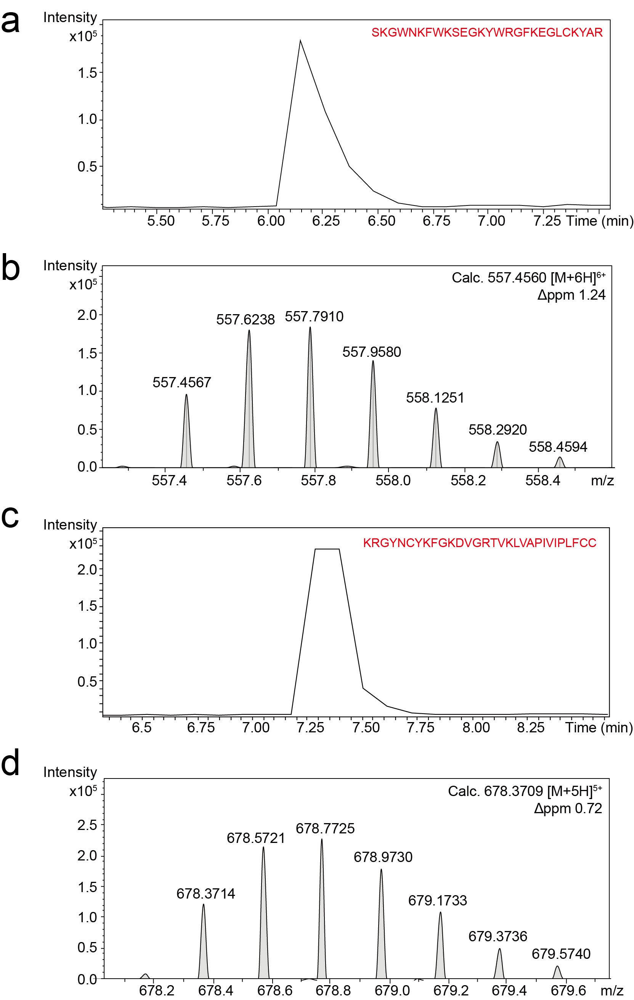 a
Intensity
x10⁵
SKGWNKFWKSEGKYWRGFKEGLCKYAR
1.5
1.0
0.5
5.50 5.75 6.00 6.25 6.50 6.75 7.00 7.25 Time (min)
b
Intensity
x10⁵
Calc. 557.4560 [M+6H]⁶⁺
Δppm 1.24
2.0
1.5
1.0
0.5
0.0
557.4567
557.6238
557.7910
557.9580
558.1251
558.2920
558.4594
557.4 557.6 557.8 558.0 558.2 558.4 m/z
c
Intensity
x10⁵
KRGYNCYKFGKDVGRTVKLVAPIVIPLFCC
2.0
1.5
1.0
0.5
6.5 6.75 7.00 7.25 7.50 7.75 8.00 8.25 Time (min)
d
Intensity
x10⁵
Calc. 678.3709 [M+5H]⁵⁺
Δppm 0.72
2.5
2.0
1.5
1.0
0.5
0.0
678.3714
678.5721
678.7725
678.9730
679.1733
679.3736
679.5740
678.2 678.4 678.6 678.8 679.0 679.2 679.4 679.6 m/z